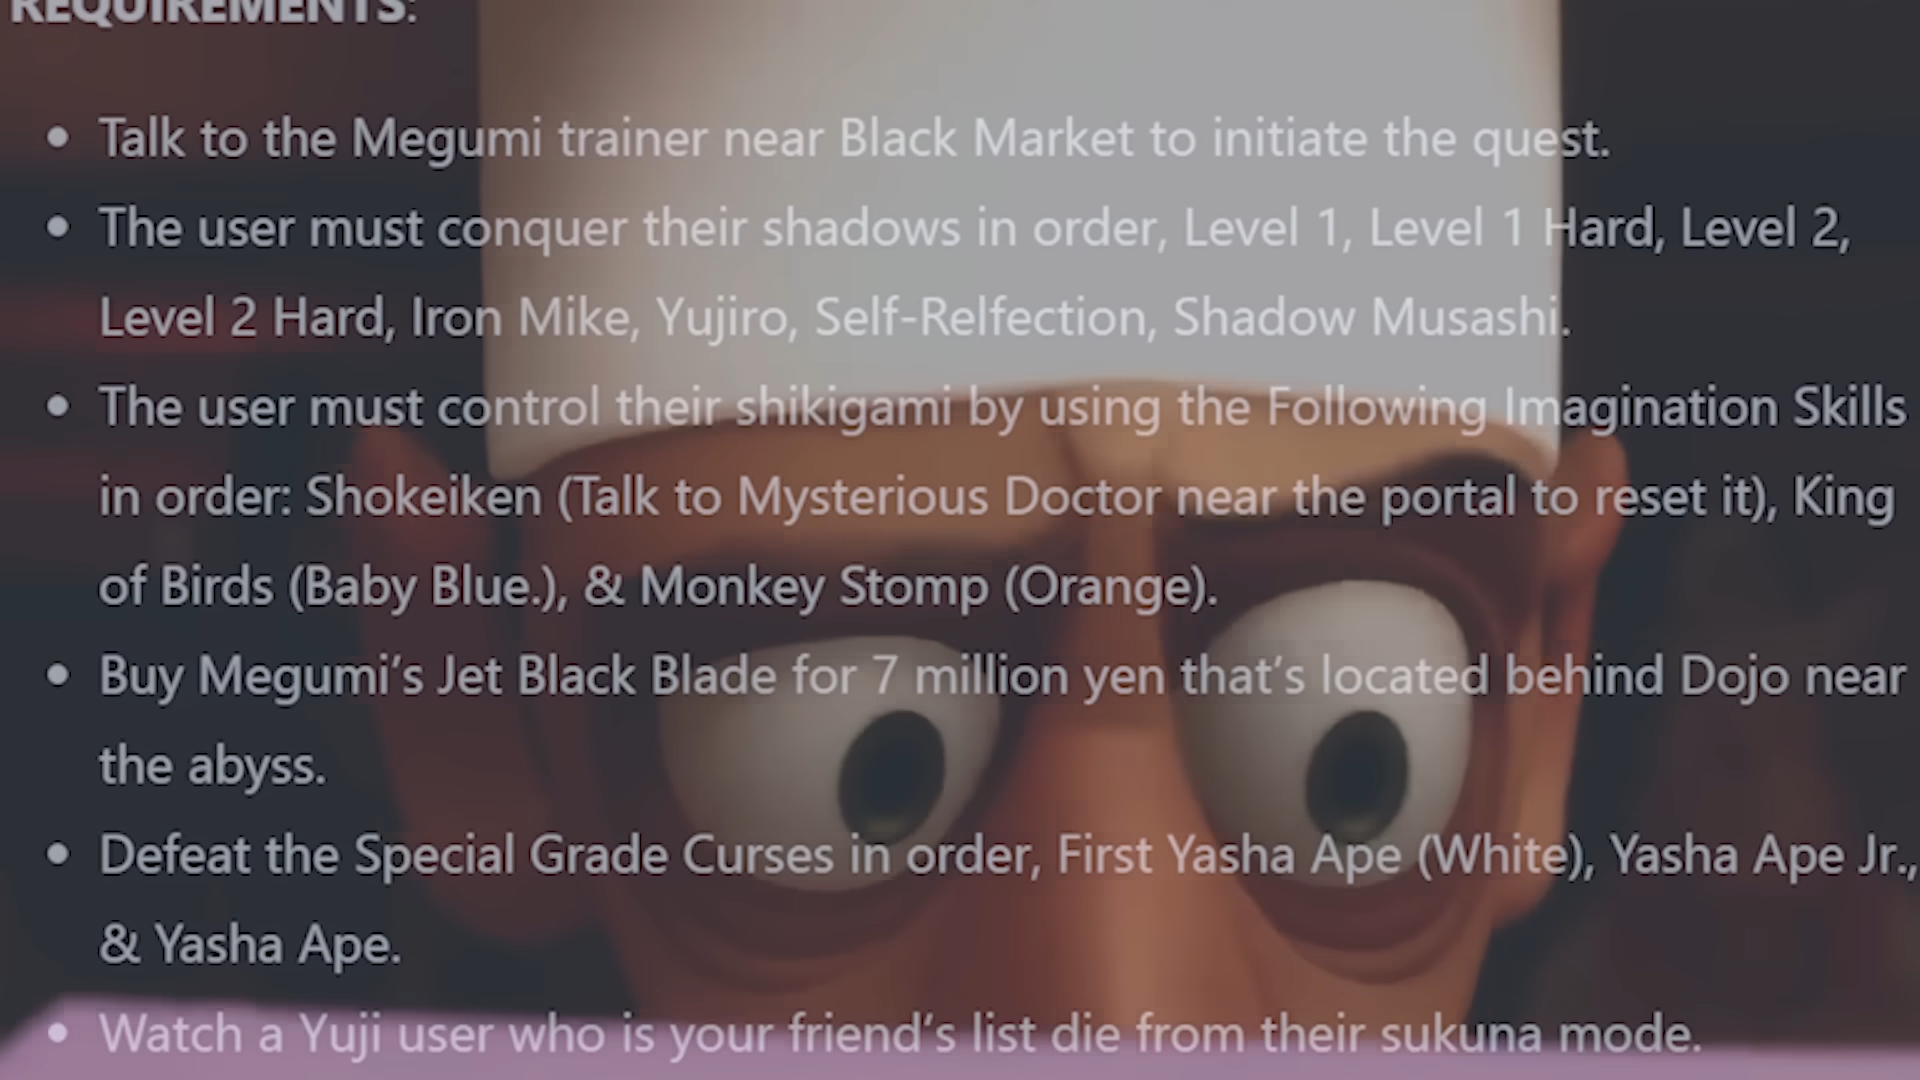 REQUIREMENTS:
• Talk to the Megumi trainer near Black Market to initiate the quest.
• The user must conquer their shadows in order, Level 1, Level 1 Hard, Level 2,
Level 2 Hard, Iron Mike, Yujiro, Self-Relfection, Shadow Musashi.
• The user must control their shikigami by using the Following Imagination Skills
in order: Shokeiken (Talk to Mysterious Doctor near the portal to reset it), King
of Birds (Baby Blue.), & Monkey Stomp (Orange).
• Buy Megumi’s Jet Black Blade for 7 million yen that’s located behind Dojo near
the abyss.
• Defeat the Special Grade Curses in order, First Yasha Ape (White), Yasha Ape Jr.,
& Yasha Ape.
• Watch a Yuji user who is your friend’s list die from their sukuna mode.